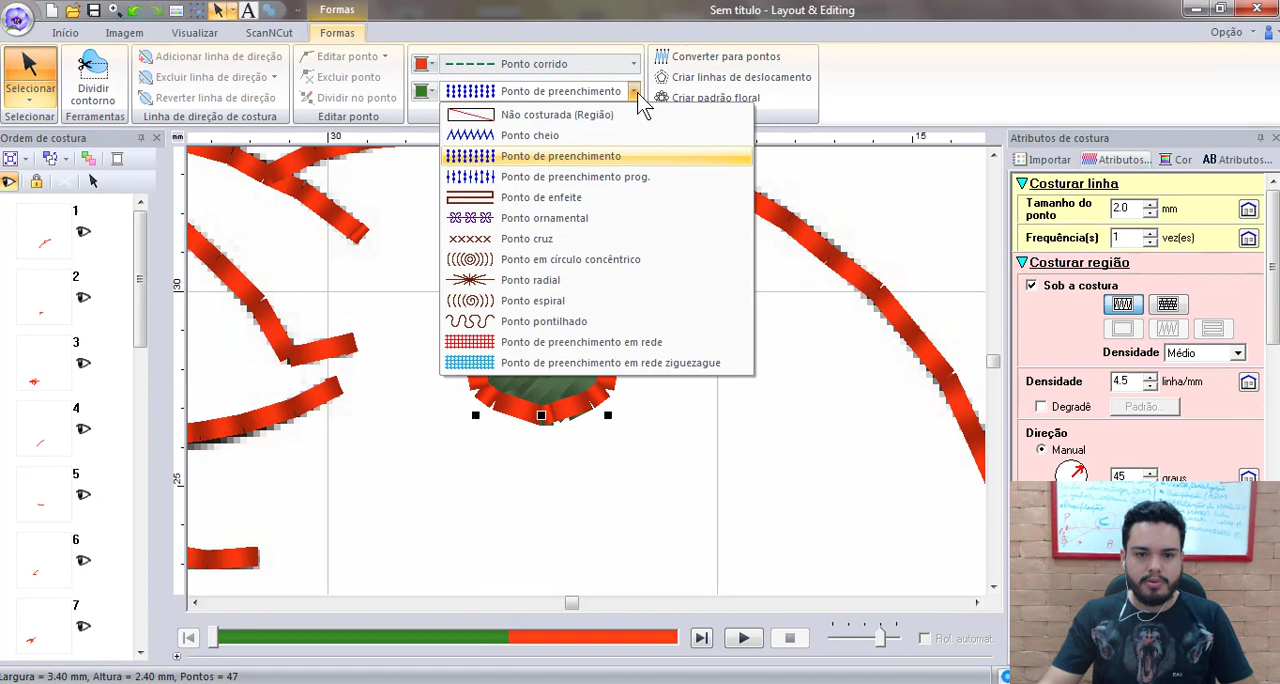 Formas
Sem título - Layout & Editing
Início
Imagem
Visualizar
ScanNCut
Formas
Opção
Selecionar
Selecionar
Dividir
contorno
Ferramentas
Adicionar linha de direção
Excluir linha de direção
Reverter linha de direção
Linha de direção de costura
Editar ponto
Excluir ponto
Dividir no ponto
Editar ponto
Ponto corrido
Ponto de preenchimento
Converter para pontos
Criar linhas de deslocamento
Criar padrão floral
Não costurada (Região)
Ponto cheio
Ponto de preenchimento
Ponto de preenchimento prog.
Ponto de enfeite
Ponto ornamental
Ponto cruz
Ponto em círculo concêntrico
Ponto radial
Ponto espiral
Ponto pontilhado
Ponto de preenchimento em rede
Ponto de preenchimento em rede ziguezague
Ordem de costura
1
2
3
4
5
6
7
mm
30
15
30
25
Atributos de costura
Importar
Atributos...
Cor
AB Atributos...
Costurar linha
Tamanho do ponto
2.0 mm
Frequência(s)
1 vez(es)
Costurar região
Sob a costura
Densidade Médio
Densidade
4.5 linha/mm
Degradê
Padrão...
Direção
Manual
45 graus
Rol. automát
Largura = 3.40 mm, Altura = 2.40 mm, Pontos = 47